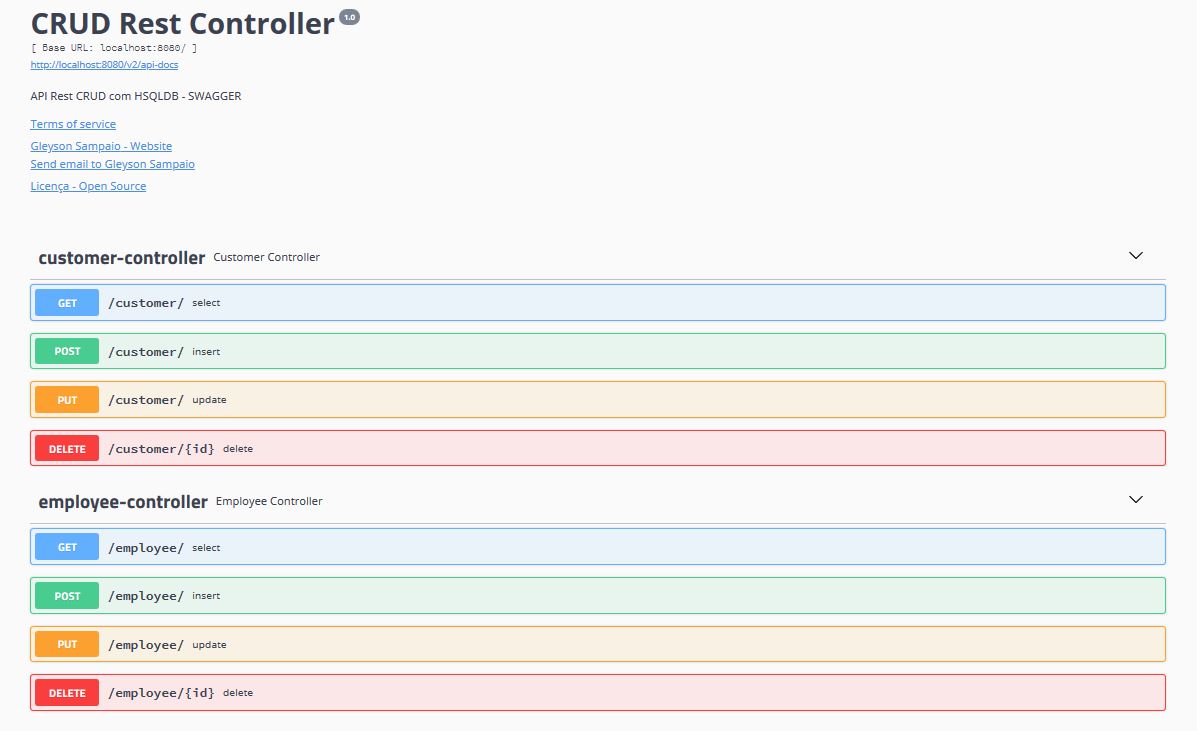 CRUD Rest Controller 1.0
[ Base URL: localhost:8080/ ]
http://localhost:8080/v2/api-docs
API Rest CRUD com HSQLDB - SWAGGER
Terms of service
Gleyson Sampaio - Website
Send email to Gleyson Sampaio
Licença - Open Source
customer-controller Customer Controller
GET /customer/ select
POST /customer/ insert
PUT /customer/ update
DELETE /customer/{id} delete
employee-controller Employee Controller
GET /employee/ select
POST /employee/ insert
PUT /employee/ update
DELETE /employee/{id} delete